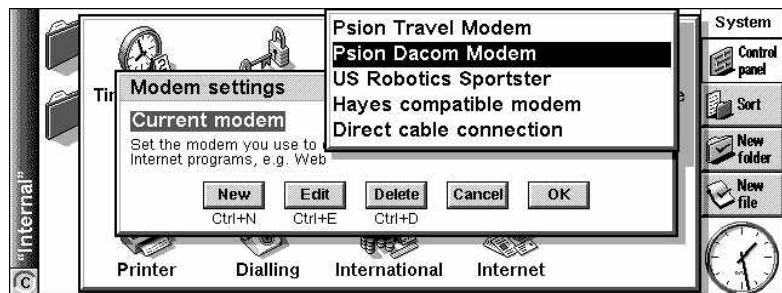 Psion Travel Modem
Psion Dacom Modem
US Robotics Sportster
Hayes compatible modem
Direct cable connection
System
Control
panel
Sort
New
folder
New
file
"Internal"
C
Modem settings
Current modem
Set the modem you use to
Internet programs, e.g. Web
New
Edit
Delete
Cancel
OK
Ctrl+N
Ctrl+E
Ctrl+D
Printer
Dialling
International
Internet